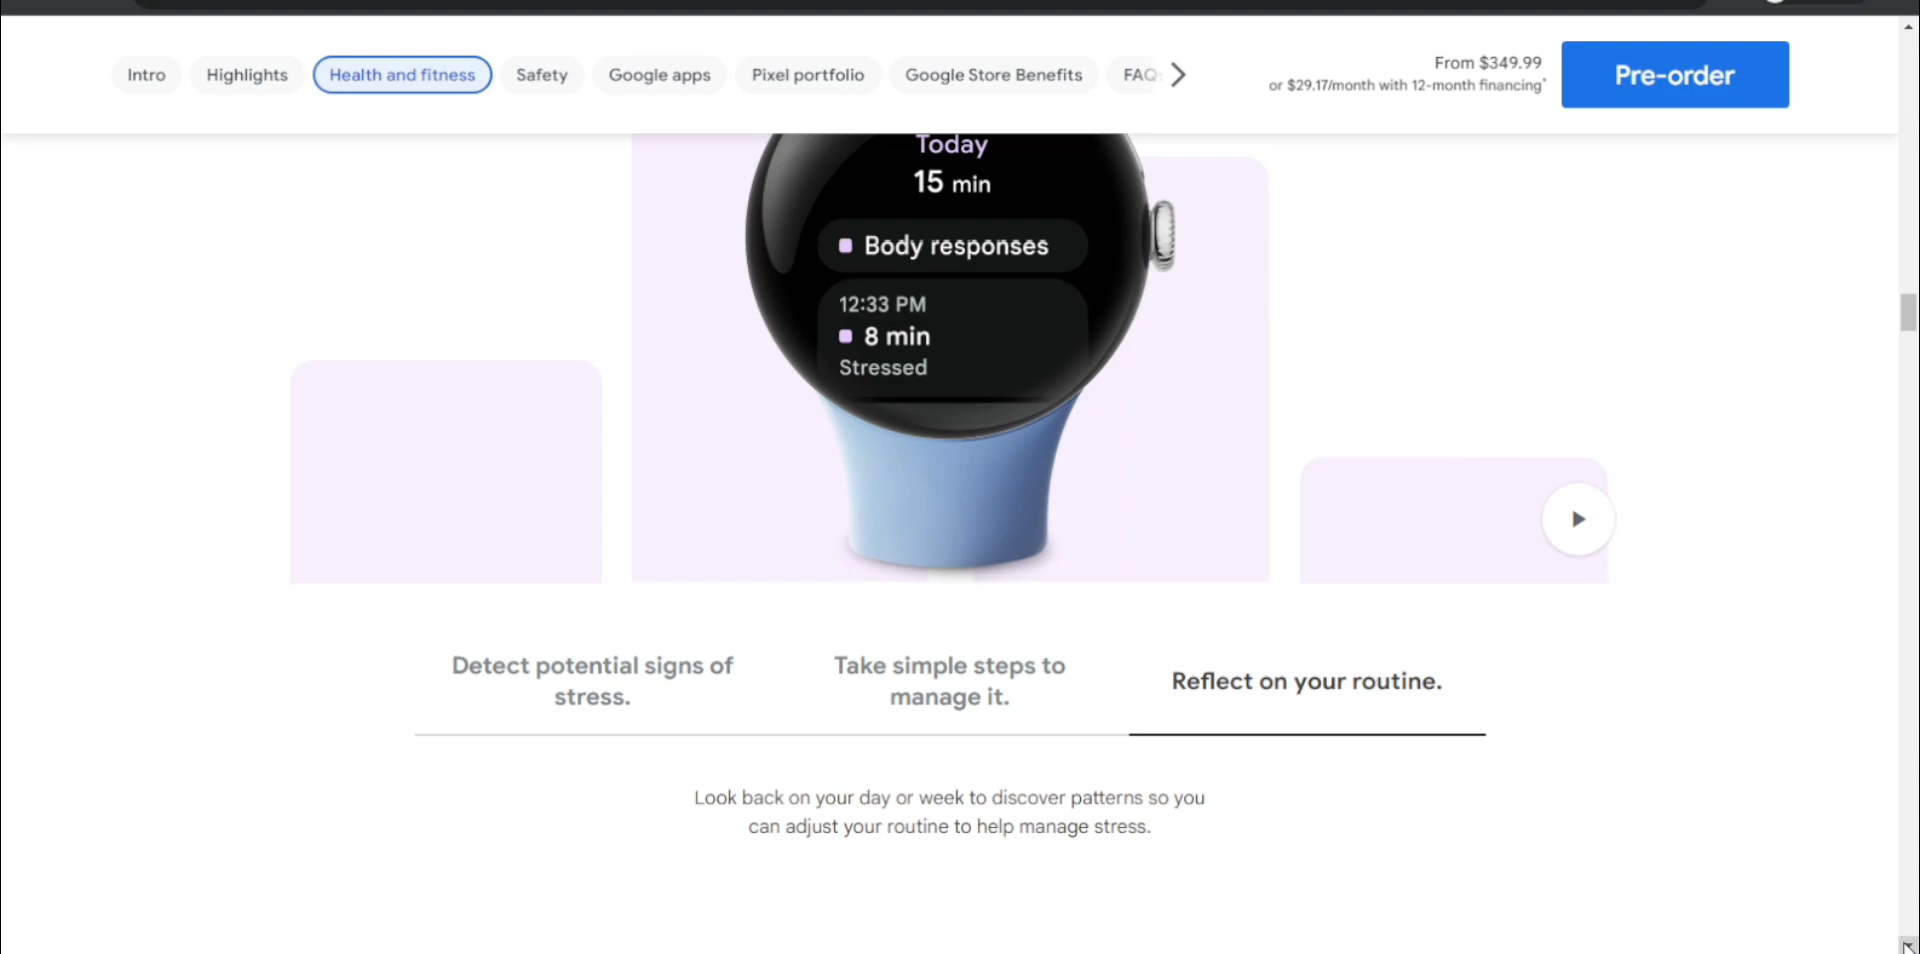 Intro Highlights Health and fitness Safety Google apps Pixel portfolio Google Store Benefits FAQ
From $349.99
or $29.17/month with 12-month financing*
Pre-order
Today
15 min
Body responses
12:33 PM
8 min
Stressed
Detect potential signs of
stress.
Take simple steps to
manage it.
Reflect on your routine.
Look back on your day or week to discover patterns so you
can adjust your routine to help manage stress.